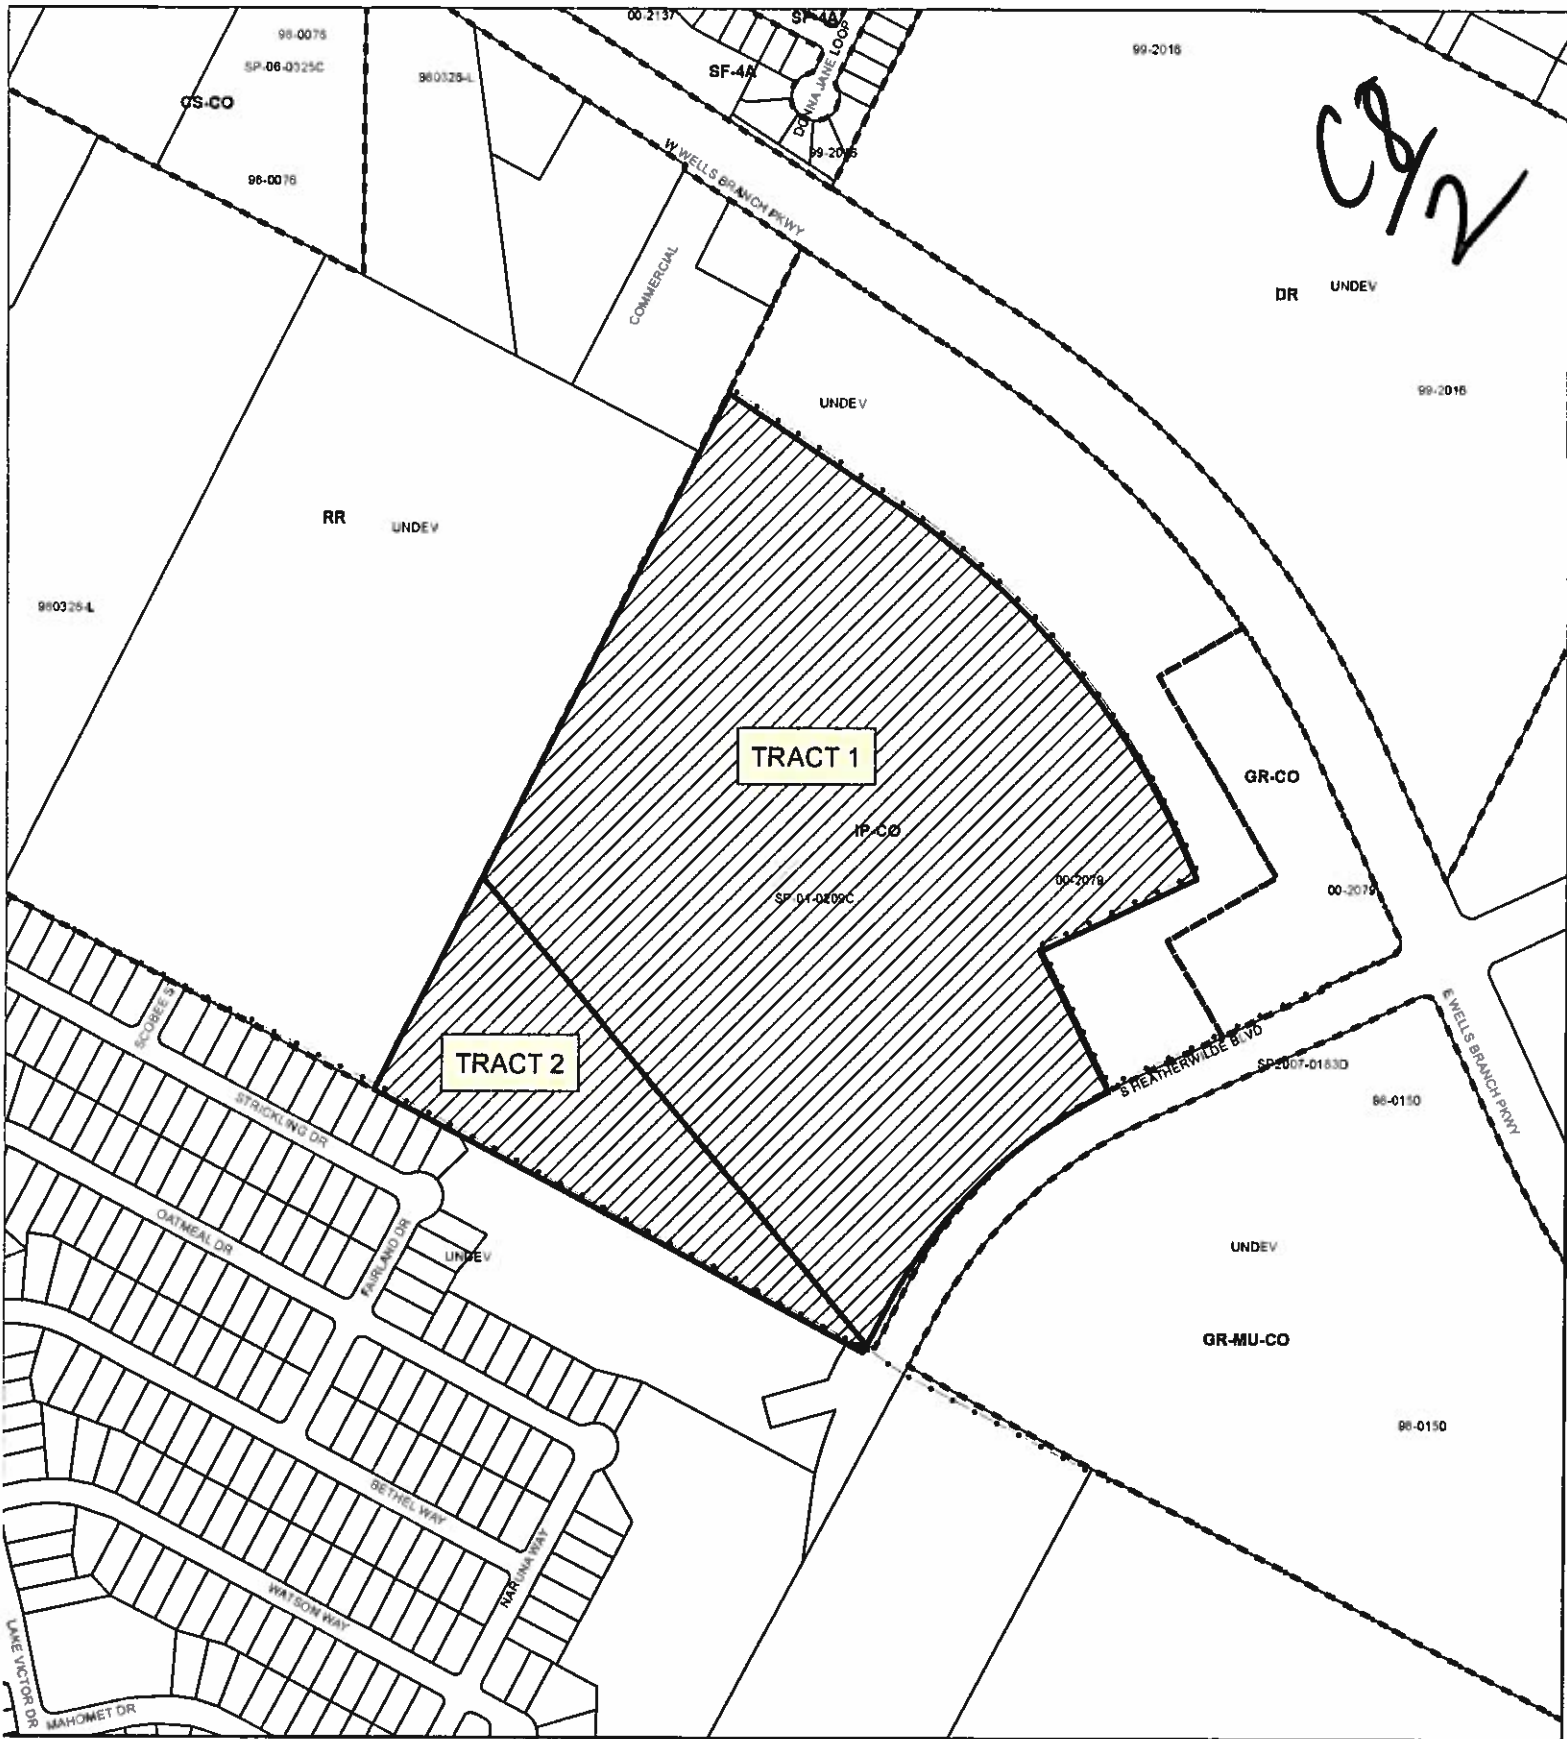 00-2137
SF-4A
98-0076
99-2016
SP-06-0325C
980326-L
SF-4A
DONNA JANE LOOP
CS-CO
C8/2
99-2016
W WELLS BRANCH PKWY
98-0076
COMMERCIAL
DR
UNDEV
99-2016
UNDEV
RR
UNDEV
980326-L
TRACT 1
GR-CO
IP-CO
00-2079
00-2079
SP-01-0209C
SCOBEE S
E WELLS BRANCH PKWY
TRACT 2
S HEATHERWILDE BLVD
SP2007-0183D
96-0150
STRICKLING DR
OATMEAL DR
FAIRLAND DR
UNDEV
UNDEV
GR-MU-CO
96-0150
BETHEL WAY
NARUNA WAY
WATSON WAY
LAKE VICTOR DR
MAHOMET DR